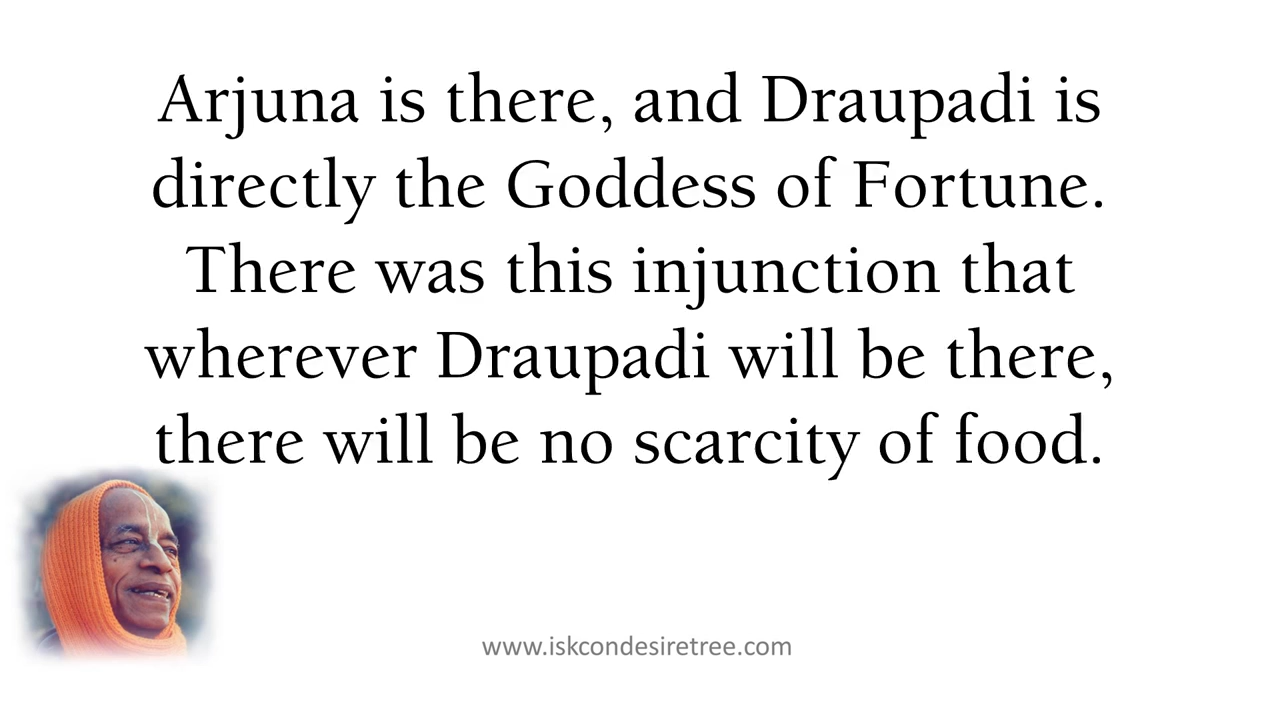 Arjuna is there, and Draupadi is
directly the Goddess of Fortune.
There was this injunction that
wherever Draupadi will be there,
there will be no scarcity of food.
www.iskcondesiretree.com